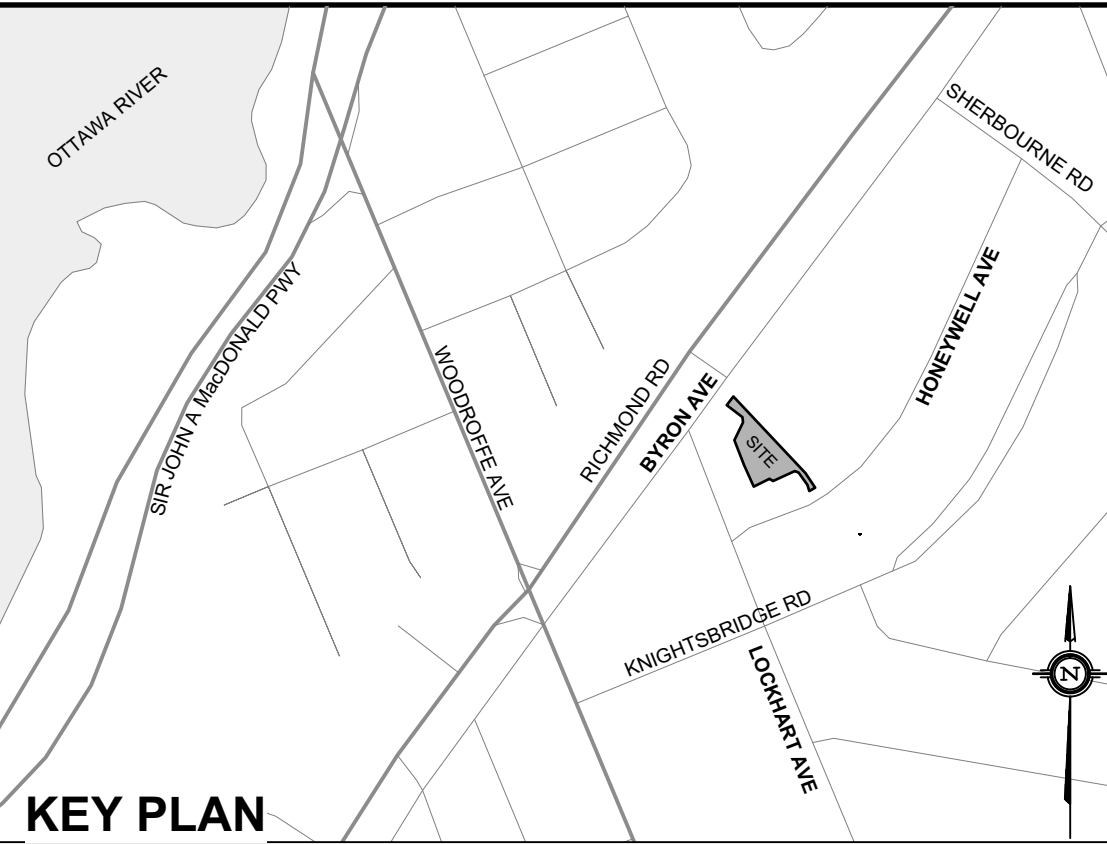 OTTAWA RIVER
SHERBOURNE RD
SIR JOHN A MacDONALD PWY
HONEYWELL AVE
WOODROFFE AVE
RICHMOND RD
BYRON AVE
SITE
KNIGHTSBRIDGE RD
LOCKHART AVE
N
KEY PLAN